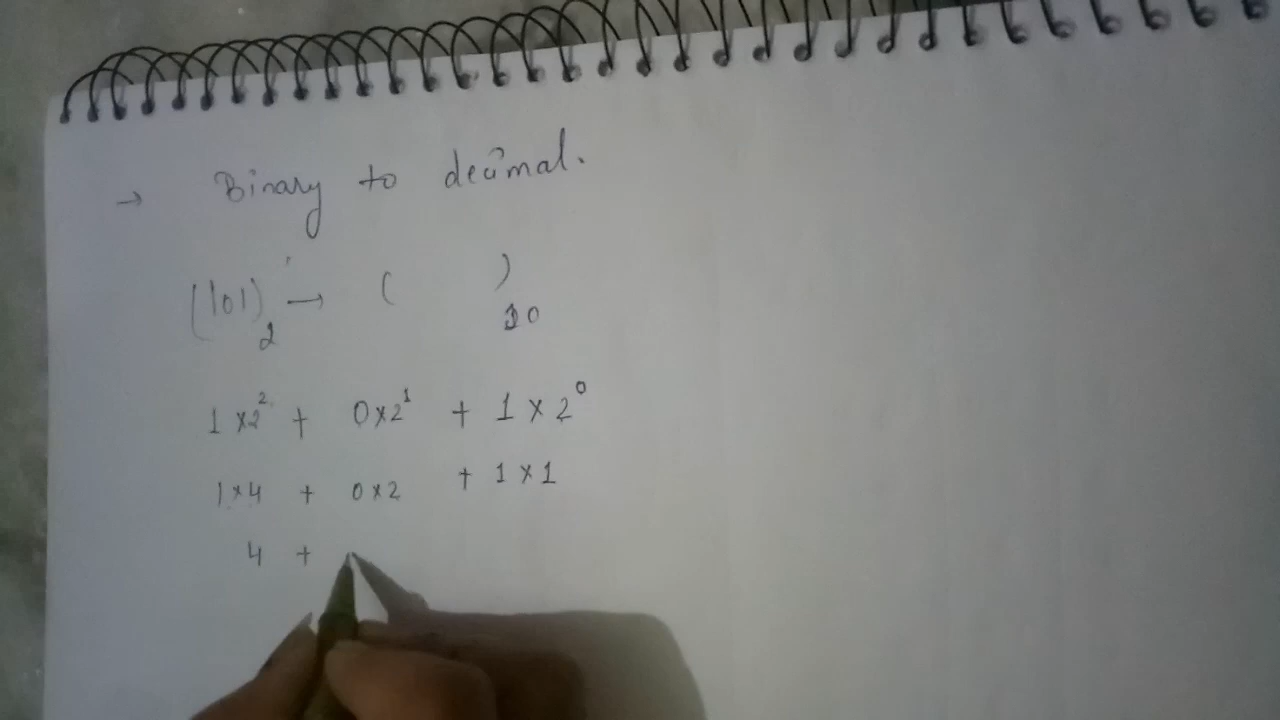 → Binary to decimal.
(101)₂ → ( )₁₀
1×2² + 0×2¹ + 1×2⁰
1×4 + 0×2 + 1×1
4 +